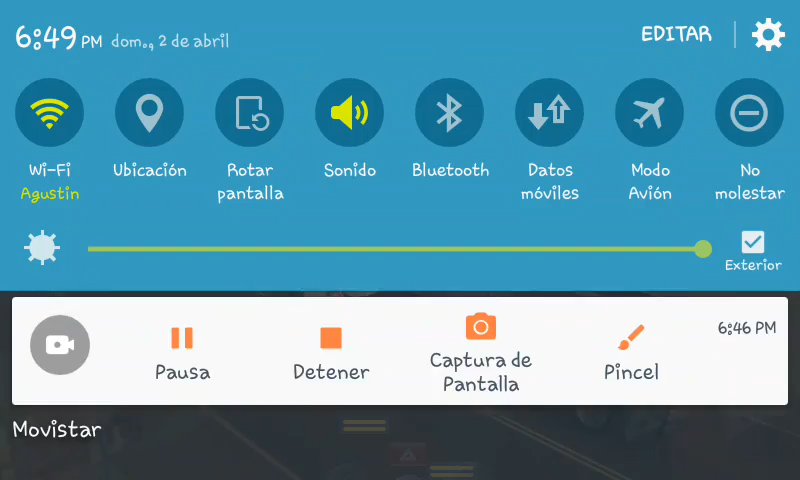 6:49 PM dom., 2 de abril
EDITAR
Wi-Fi
Agustin
Ubicación
Rotar
pantalla
Sonido
Bluetooth
Datos
móviles
Modo
Avión
No
molestar
Exterior
6:46 PM
Pausa
Detener
Captura de
Pantalla
Pincel
Movistar